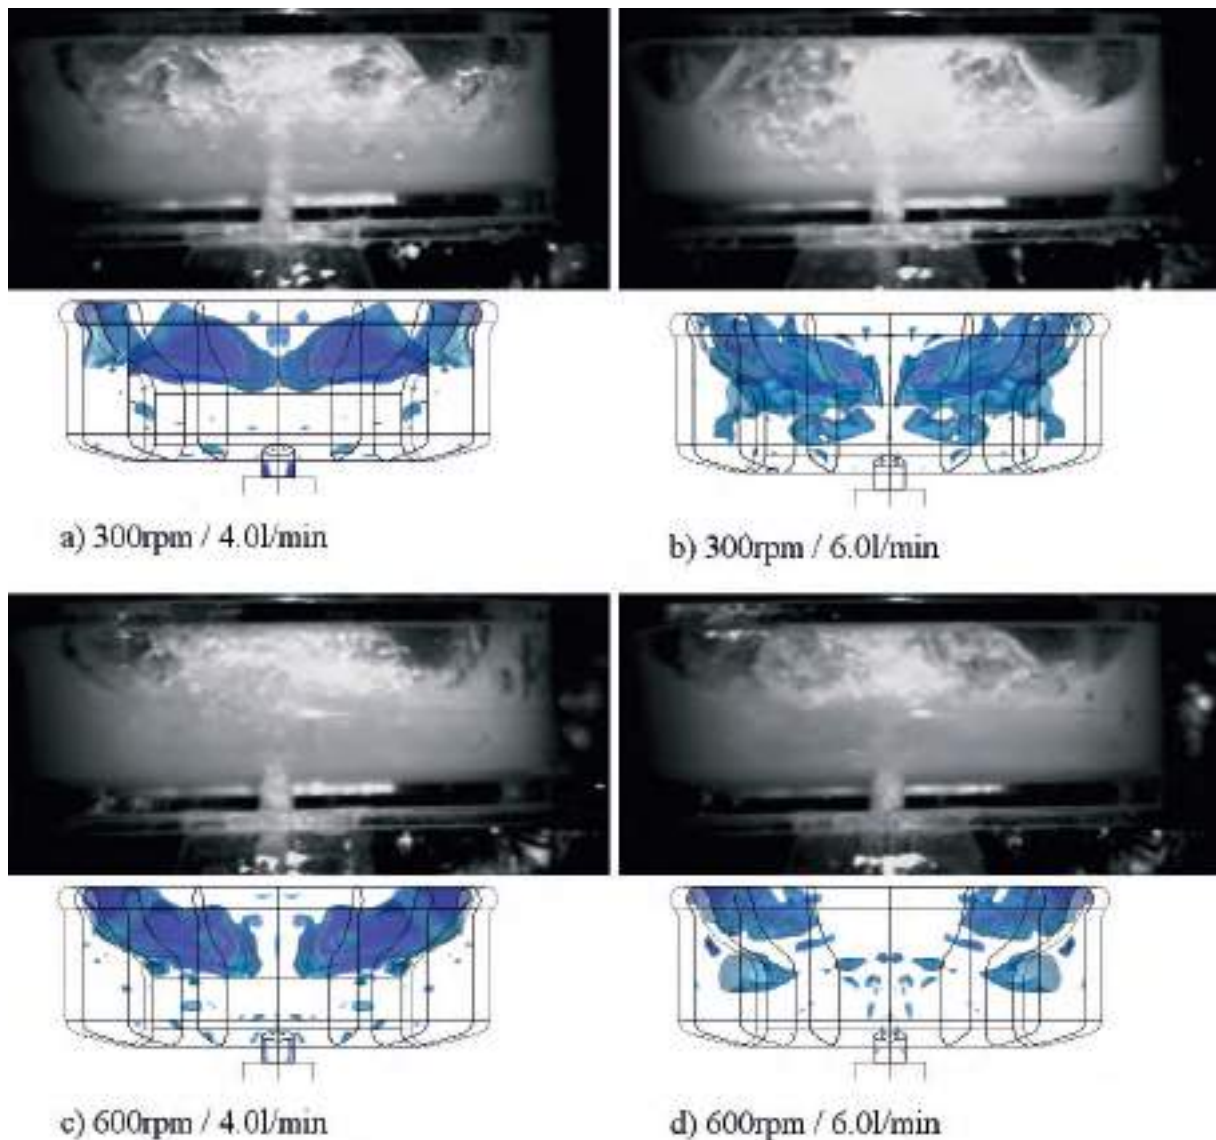 a) 300rpm / 4.0l/min
b) 300rpm / 6.0l/min
c) 600rpm / 4.0l/min
d) 600rpm / 6.0l/min